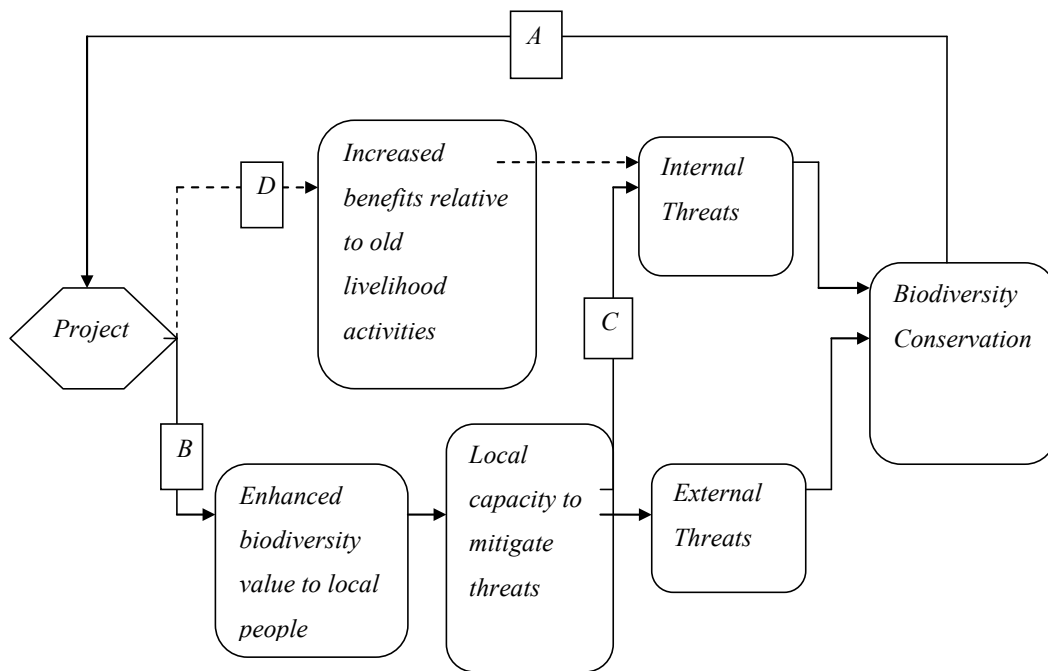 A
Increased
benefits relative
to old
livelihood
activities
Internal
Threats
D
Biodiversity
Conservation
Project
C
B
Enhanced
biodiversity
value to local
people
Local
capacity to
mitigate
threats
External
Threats